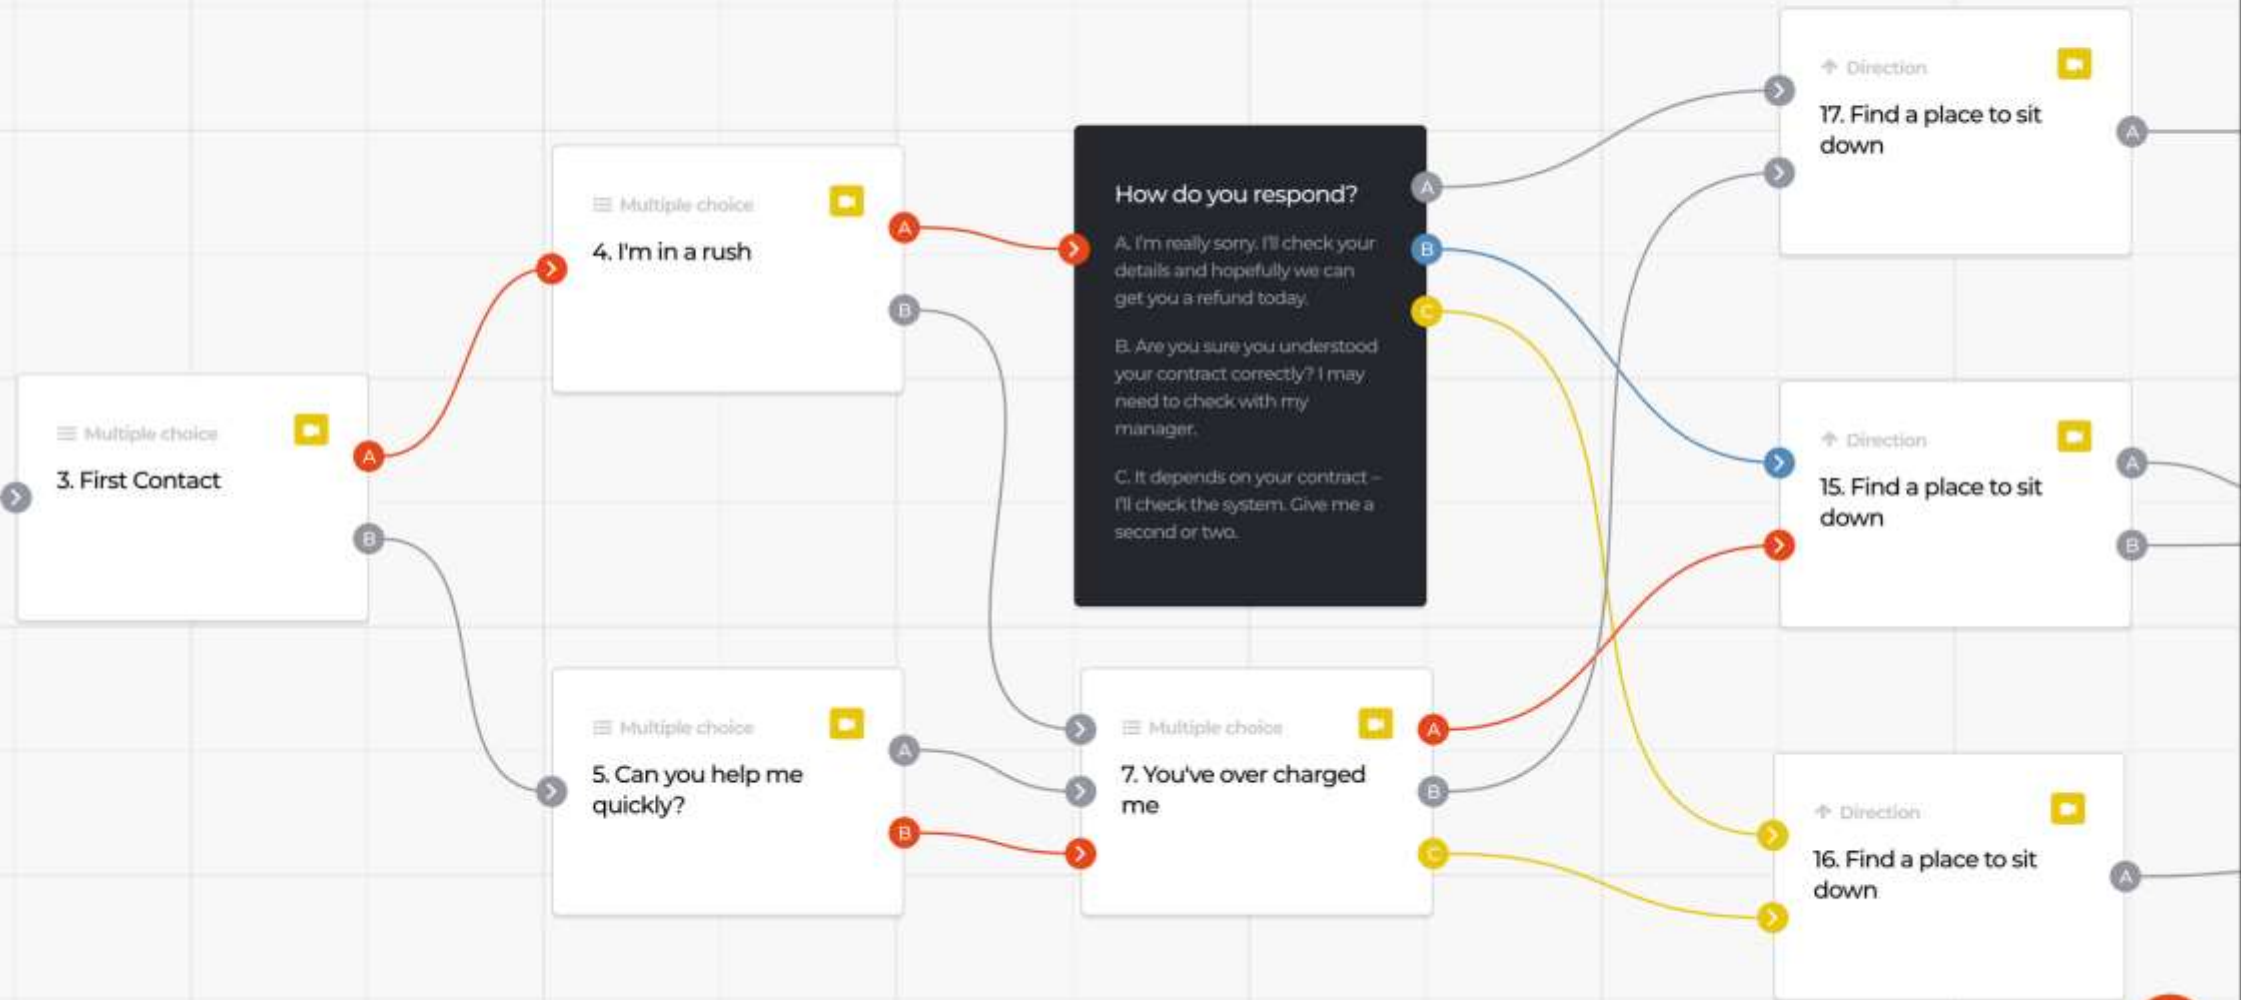 Multiple choice
3. First Contact
A
B
Multiple choice
4. I'm in a rush
A
B
Multiple choice
5. Can you help me
quickly?
A
B
How do you respond?
A. I'm really sorry. I'll check your
details and hopefully we can
get you a refund today.
B. Are you sure you understood
your contract correctly? I may
need to check with my
manager.
C. It depends on your contract –
I'll check the system. Give me a
second or two.
A
B
C
Multiple choice
7. You've over charged
me
A
B
C
Direction
17. Find a place to sit
down
A
Direction
15. Find a place to sit
down
A
B
Direction
16. Find a place to sit
down
A